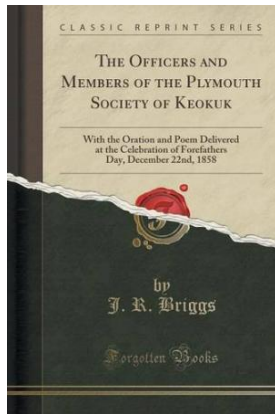 CLASSIC REPRINT SERIES
THE OFFICERS AND
MEMBERS OF THE PLYMOUTH
SOCIETY OF KEOKUK
With the Oration and Poem Delivered
at the Celebration of Forefathers
Day, December 22nd, 1858
F
by
J. R. Briggs
Forgotten Books